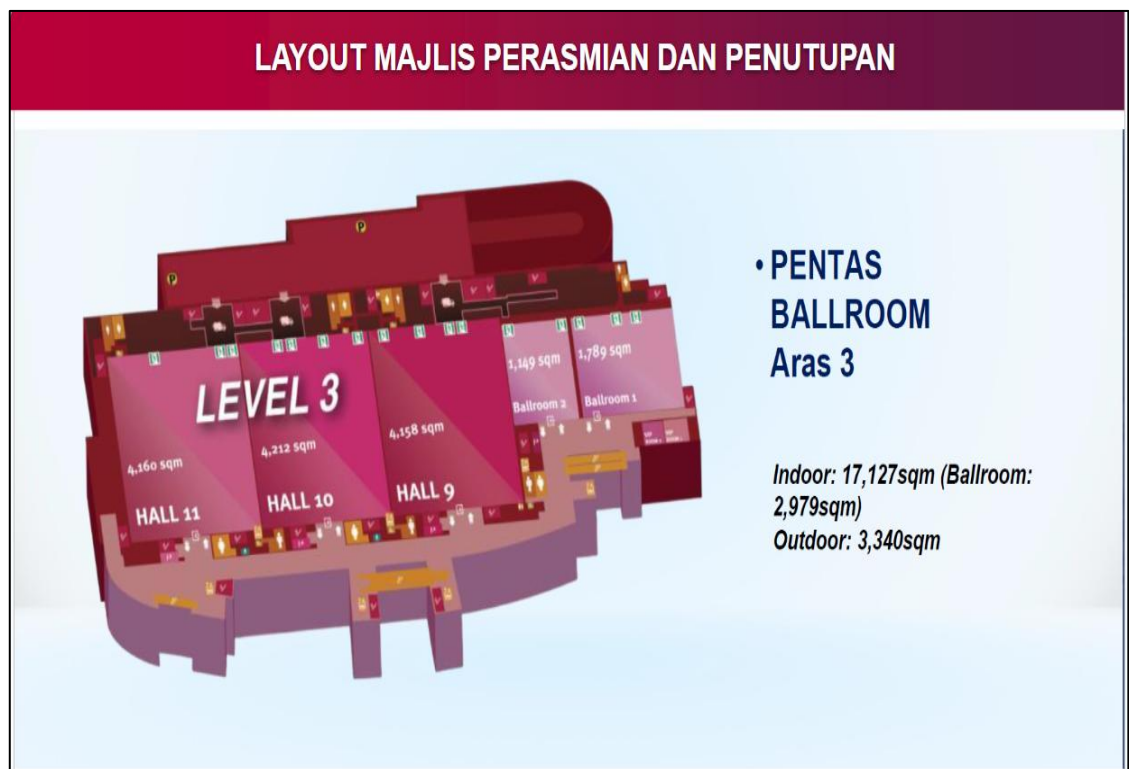 LAYOUT MAJLIS PERASMIAN DAN PENUTUPAN
P
P
LEVEL 3
4,160 sqm
HALL 11
4,212 sqm
HALL 10
4,158 sqm
HALL 9
1,149 sqm
Ballroom 2
1,789 sqm
Ballroom 1
• PENTAS
BALLROOM
Aras 3
Indoor: 17,127sqm (Ballroom:
2,979sqm)
Outdoor: 3,340sqm